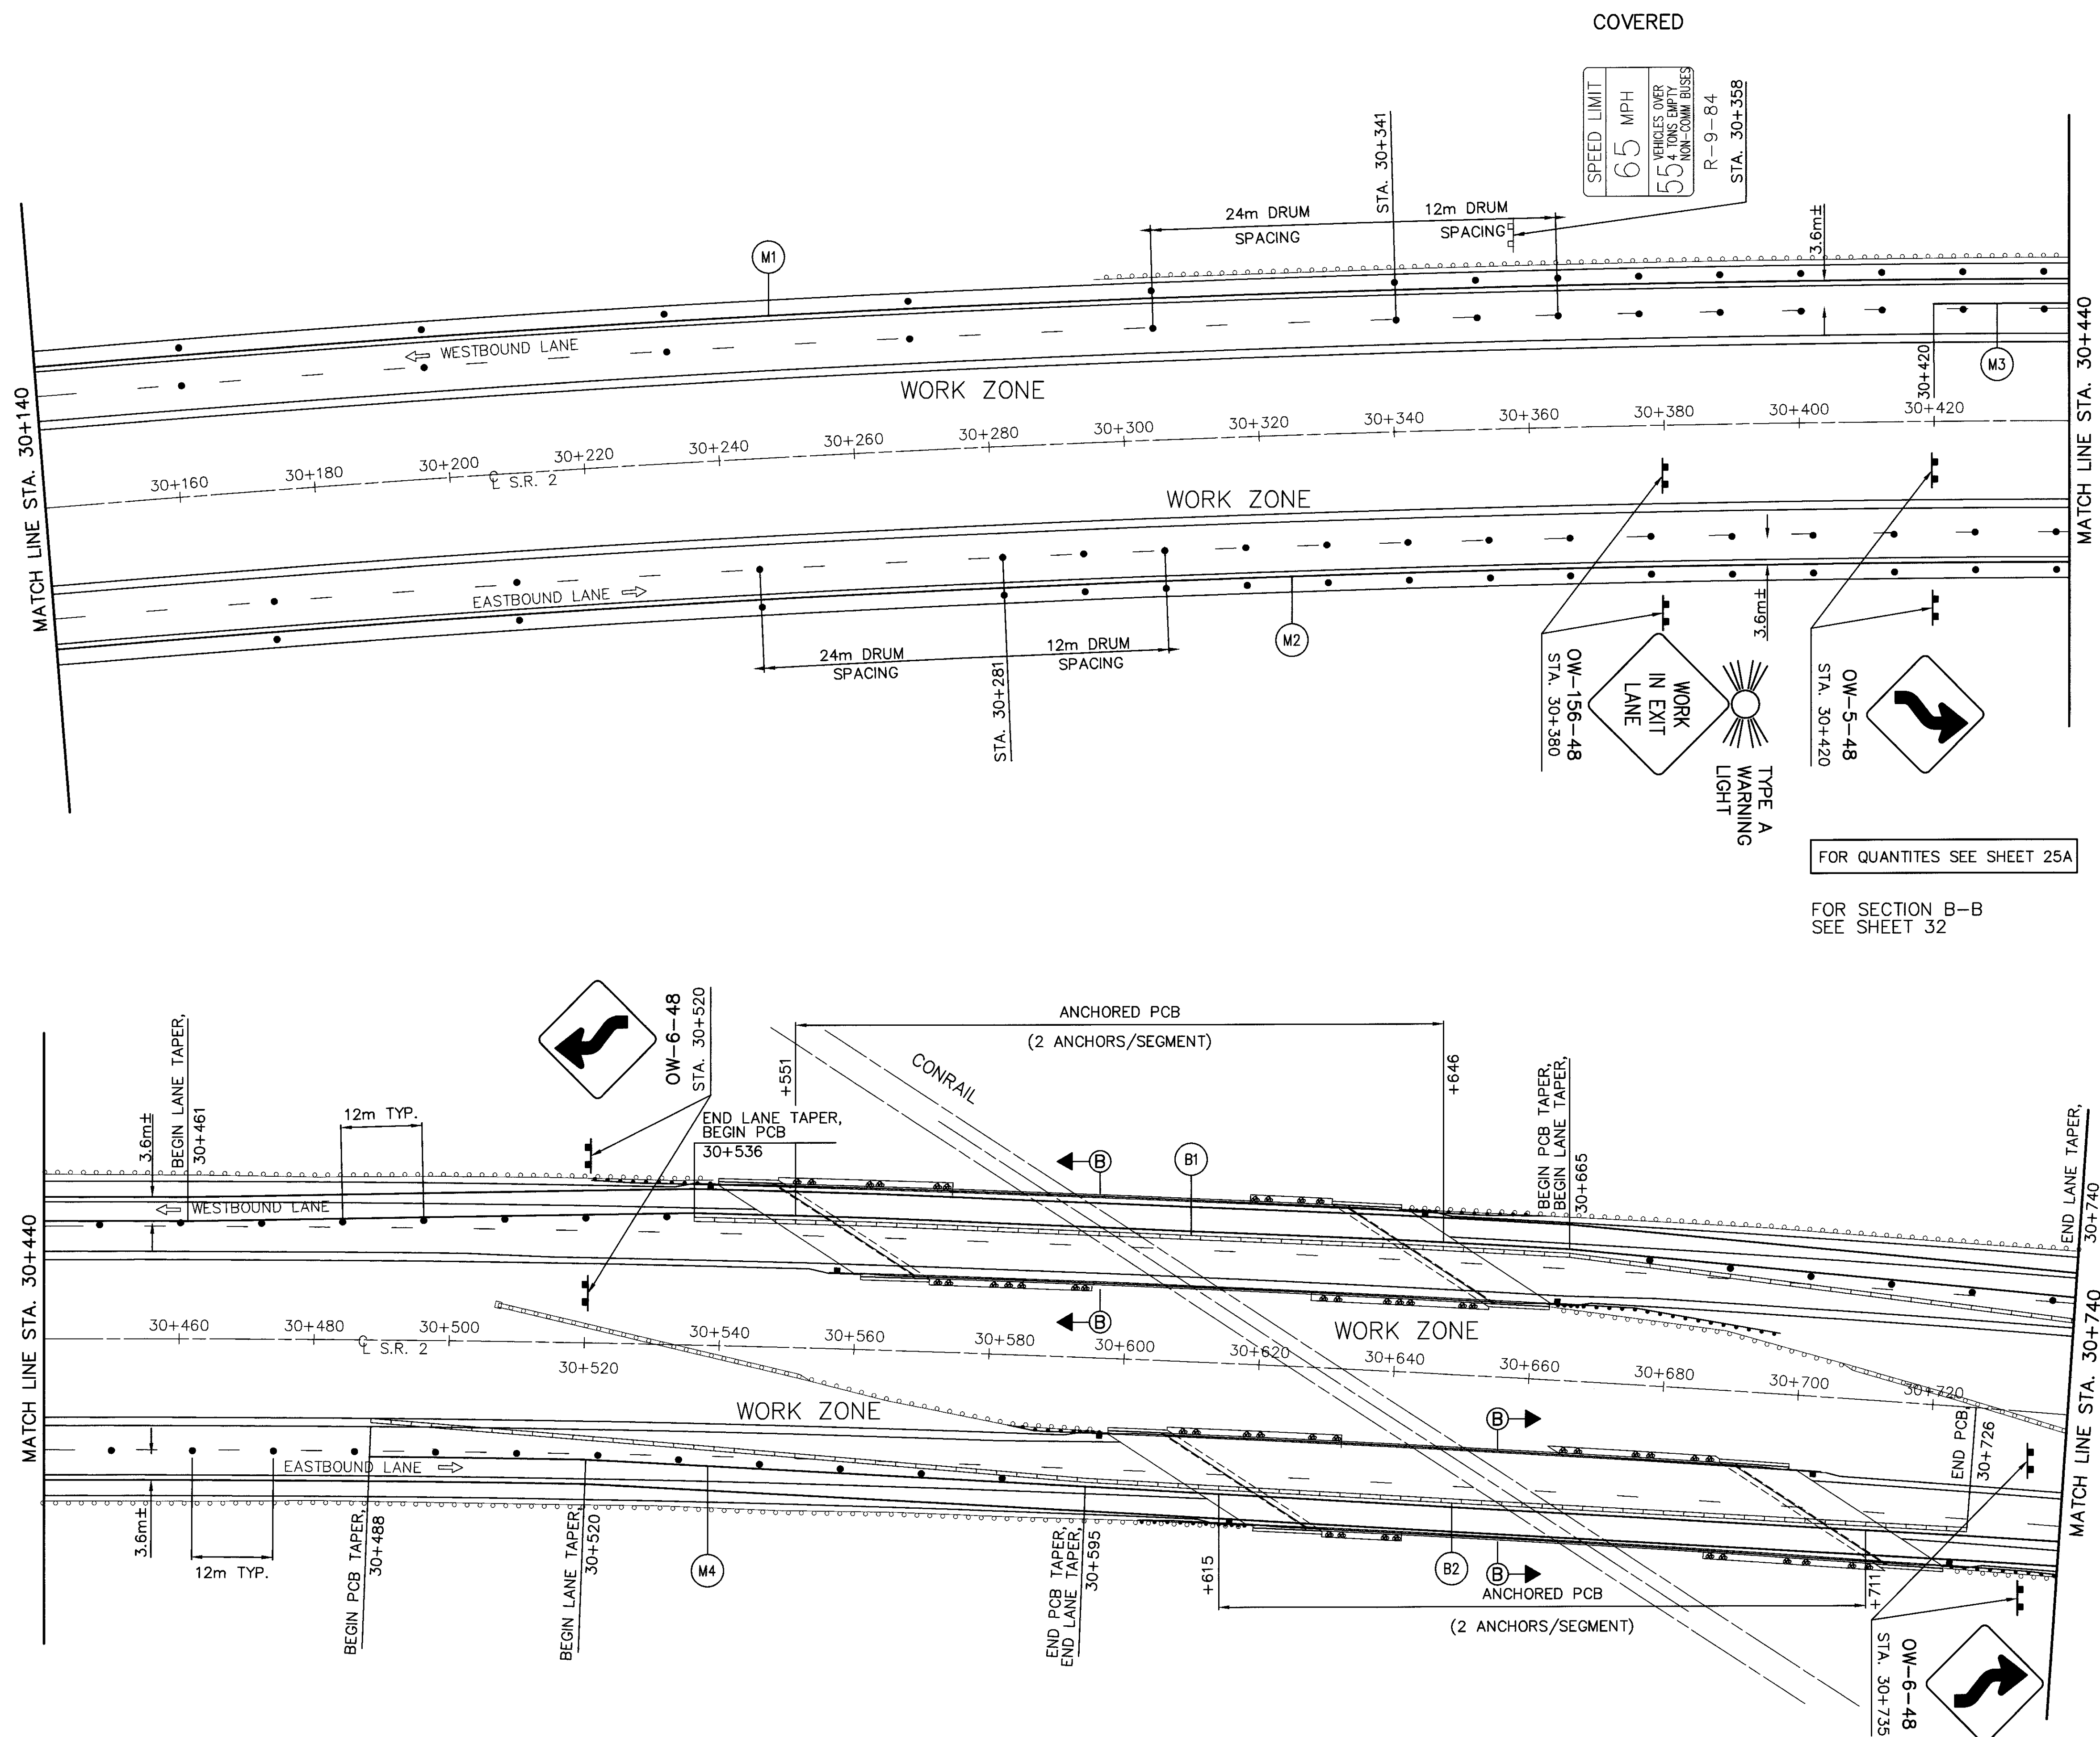 COVERED
SPEED LIMIT
65 MPH
55 VEHICLES OVER
4 TONS EMPTY
NON-COMM BUSES
R-9-84
STA. 30+358
STA. 30+341
24m DRUM
SPACING
12m DRUM
SPACING
3.6m±
M1
WESTBOUND LANE
WORK ZONE
MATCH LINE STA. 30+140
MATCH LINE STA. 30+440
30+420
M3
30+160
30+180
30+200
30+220
30+240
30+260
30+280
30+300
30+320
30+340
30+360
30+380
30+400
30+420
℄ S.R. 2
WORK ZONE
EASTBOUND LANE
24m DRUM
SPACING
12m DRUM
SPACING
STA. 30+281
M2
3.6m±
OW-156-48
STA. 30+380
WORK
IN EXIT
LANE
TYPE A
WARNING
LIGHT
OW-5-48
STA. 30+420
FOR QUANTITES SEE SHEET 25A
FOR SECTION B-B
SEE SHEET 32
OW-6-48
STA. 30+520
BEGIN LANE TAPER,
30+461
3.6m±
12m TYP.
END LANE TAPER,
BEGIN PCB
30+536
+551
ANCHORED PCB
(2 ANCHORS/SEGMENT)
+646
CONRAIL
BEGIN PCB TAPER,
BEGIN LANE TAPER,
30+665
END LANE TAPER,
30+740
B
B1
WESTBOUND LANE
MATCH LINE STA. 30+440
MATCH LINE STA. 30+740
B
WORK ZONE
30+460
30+480
30+500
30+520
30+540
30+560
30+580
30+600
30+620
30+640
30+660
30+680
30+700
30+720
℄ S.R. 2
WORK ZONE
B
EASTBOUND LANE
3.6m±
12m TYP.
BEGIN PCB TAPER,
30+488
BEGIN LANE TAPER,
30+520
M4
END PCB TAPER,
END LANE TAPER,
30+595
+615
B2
B
ANCHORED PCB
(2 ANCHORS/SEGMENT)
+711
END PCB,
30+726
OW-6-48
STA. 30+735